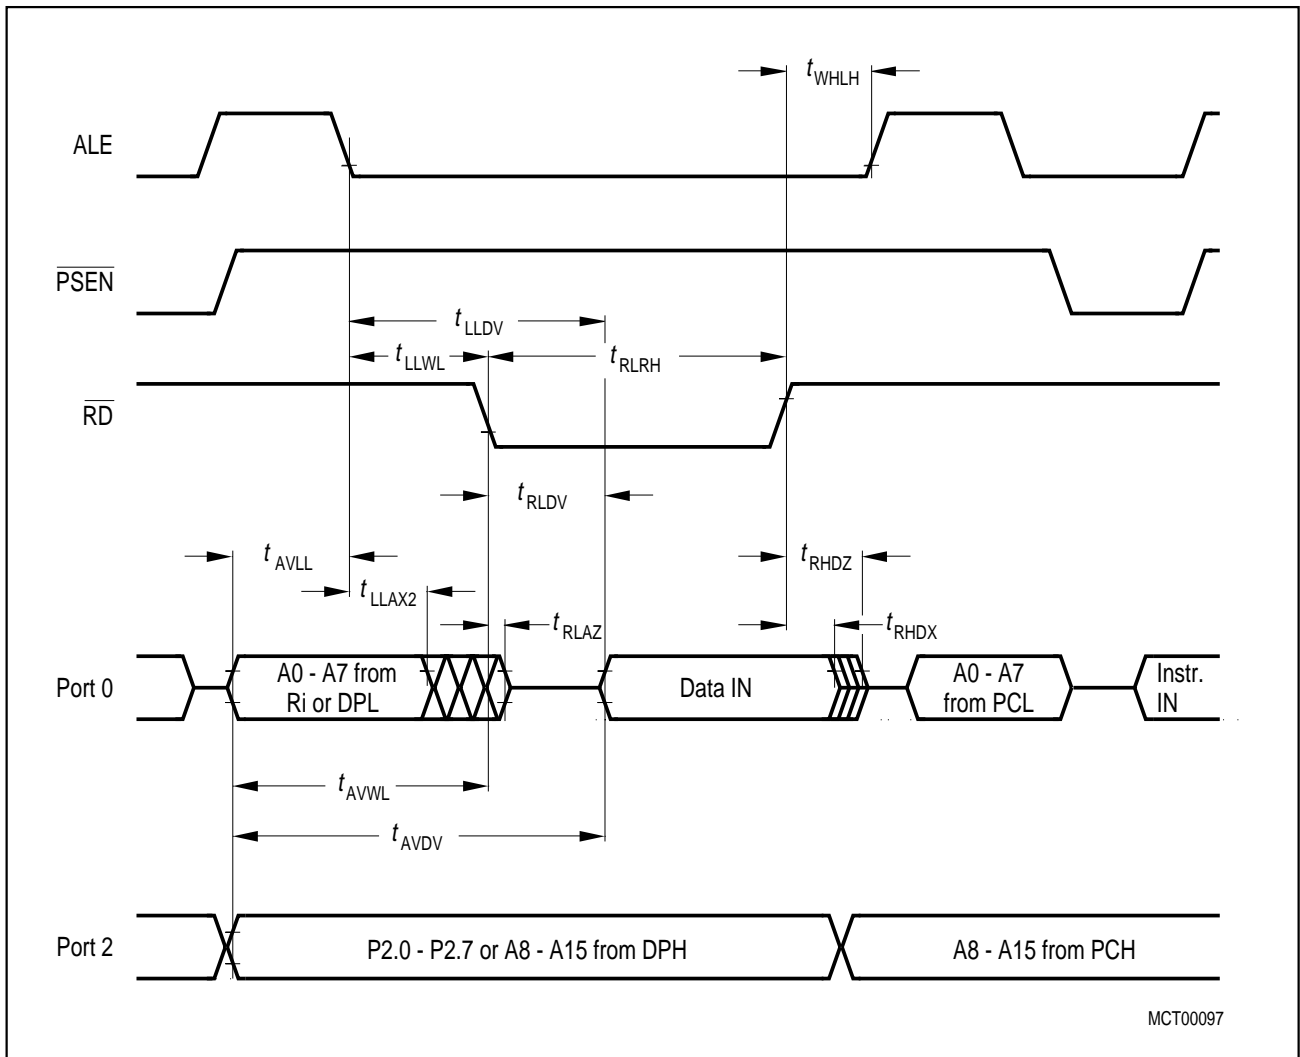 t WHLH
ALE
PSEN
t LLDV
t LLWL
t RLRH
RD
t RLDV
t AVLL
t RHDZ
t LLAX2
t RLAZ
t RHDX
Port 0
A0 - A7 from
Ri or DPL
Data IN
A0 - A7
from PCL
Instr.
IN
t AVWL
t AVDV
Port 2
P2.0 - P2.7 or A8 - A15 from DPH
A8 - A15 from PCH
MCT00097